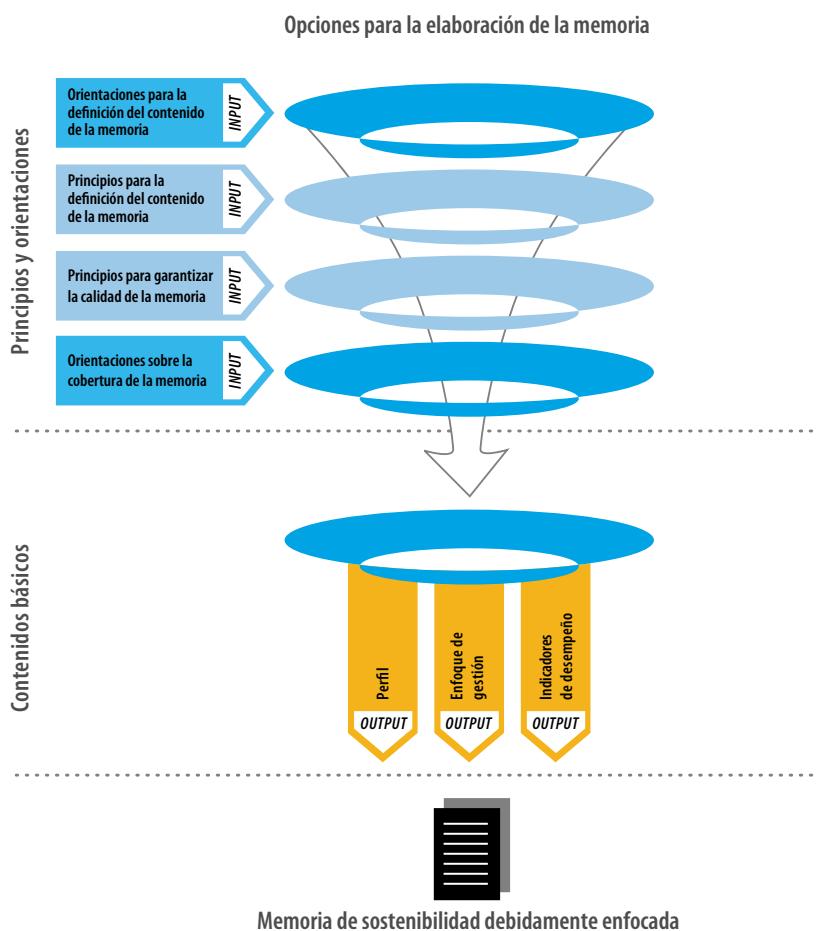 Opciones para la elaboración de la memoria
Principios y orientaciones
Orientaciones para la
definición del contenido
de la memoria
INPUT
Principios para la
definición del contenido
de la memoria
INPUT
Principios para garantizar
la calidad de la memoria
INPUT
Orientaciones sobre la
cobertura de la memoria
INPUT
Contenidos básicos
Perfil
OUTPUT
Enfoque de
gestión
OUTPUT
Indicadores
de desempeño
OUTPUT
Memoria de sostenibilidad debidamente enfocada